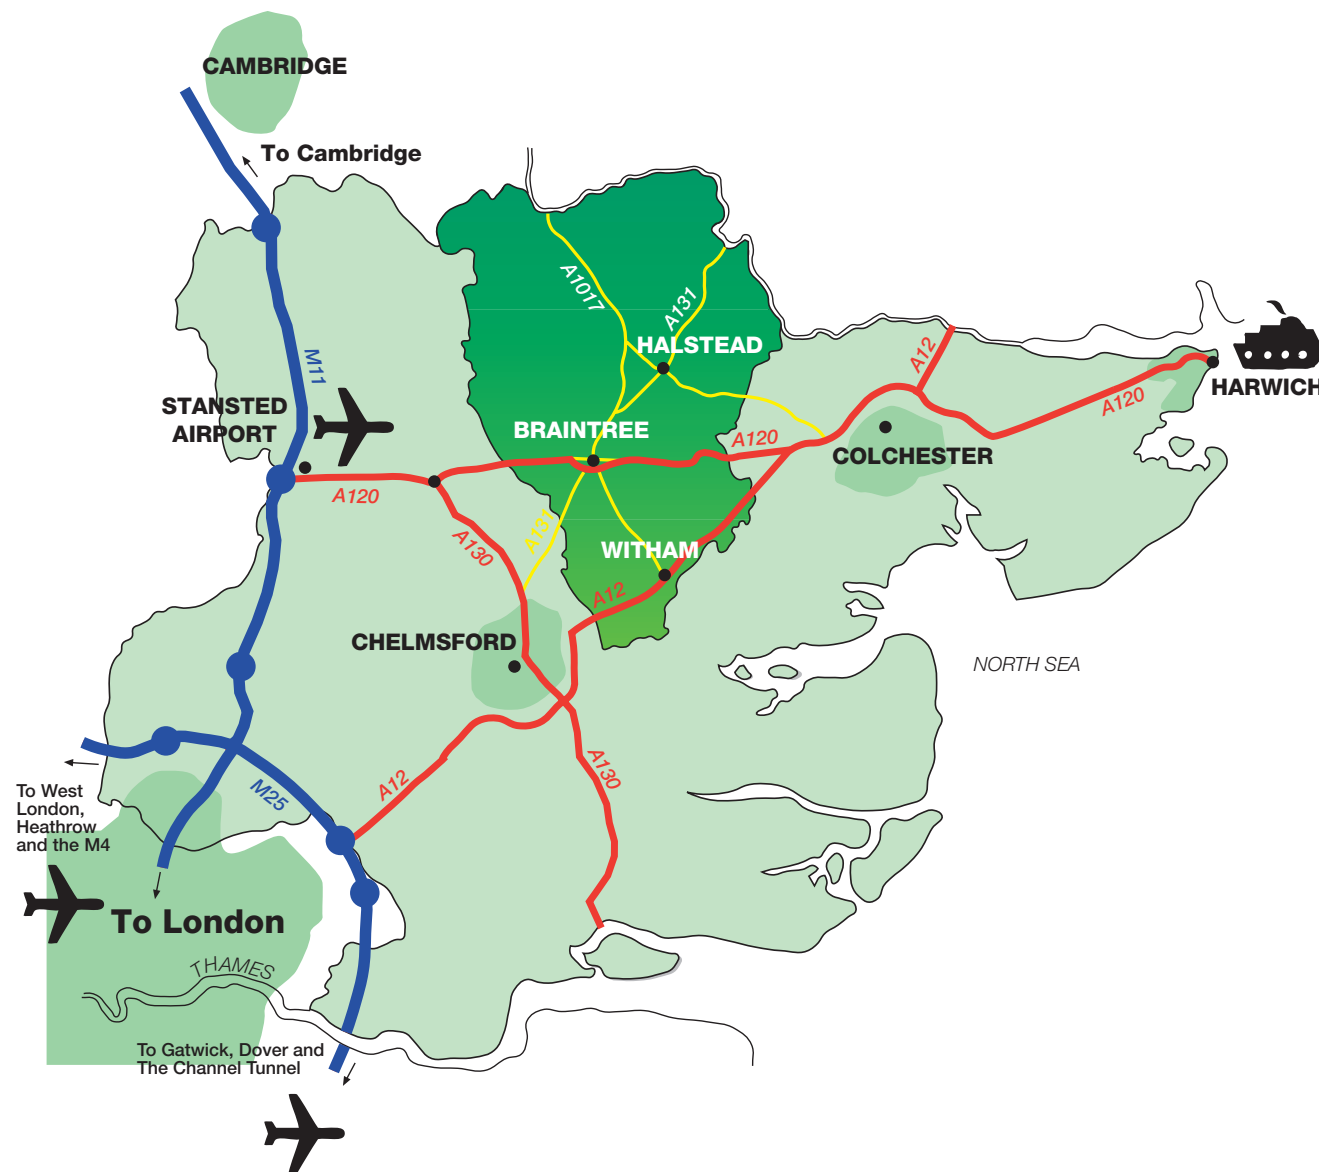 CAMBRIDGE
To Cambridge
A1017
A131
M11
HALSTEAD
A12
HARWICH
STANSTED
AIRPORT
A120
BRAINTREE
A120
COLCHESTER
A120
A130
A131
WITHAM
A12
CHELMSFORD
NORTH SEA
To West
London,
Heathrow
and the M4
M25
A12
A130
To London
THAMES
To Gatwick, Dover and
The Channel Tunnel